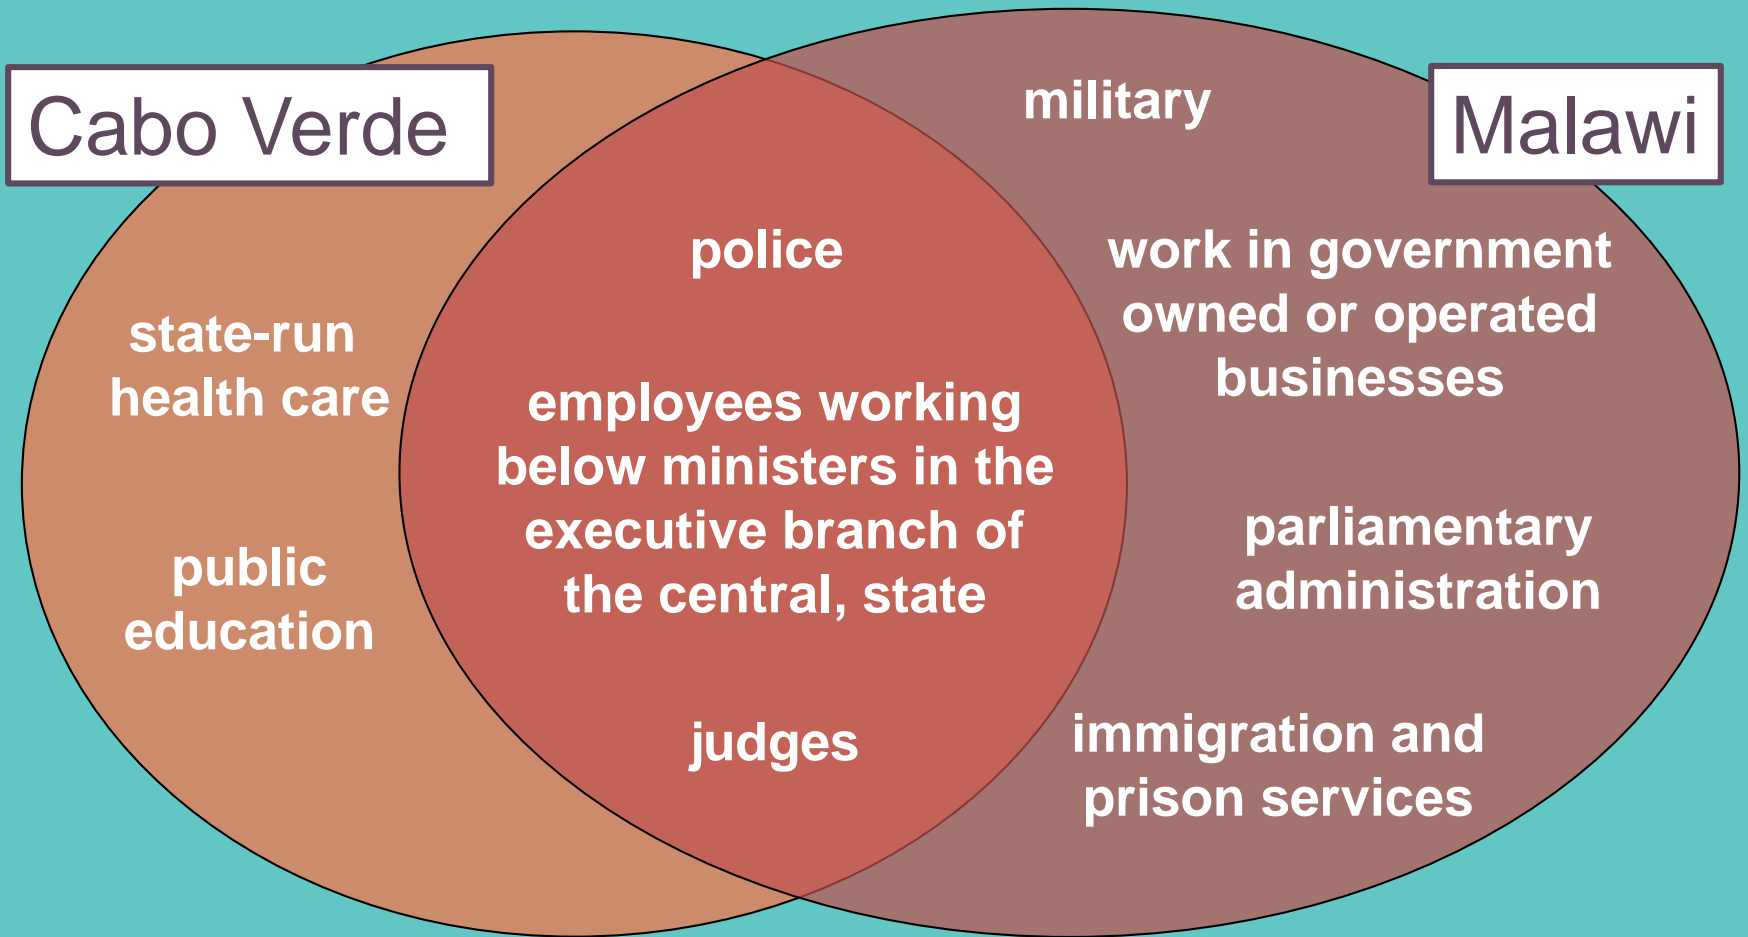 Cabo Verde
Malawi
state-run
health care
public
education
police
employees working
below ministers in the
executive branch of
the central, state
judges
military
work in government
owned or operated
businesses
parliamentary
administration
immigration and
prison services